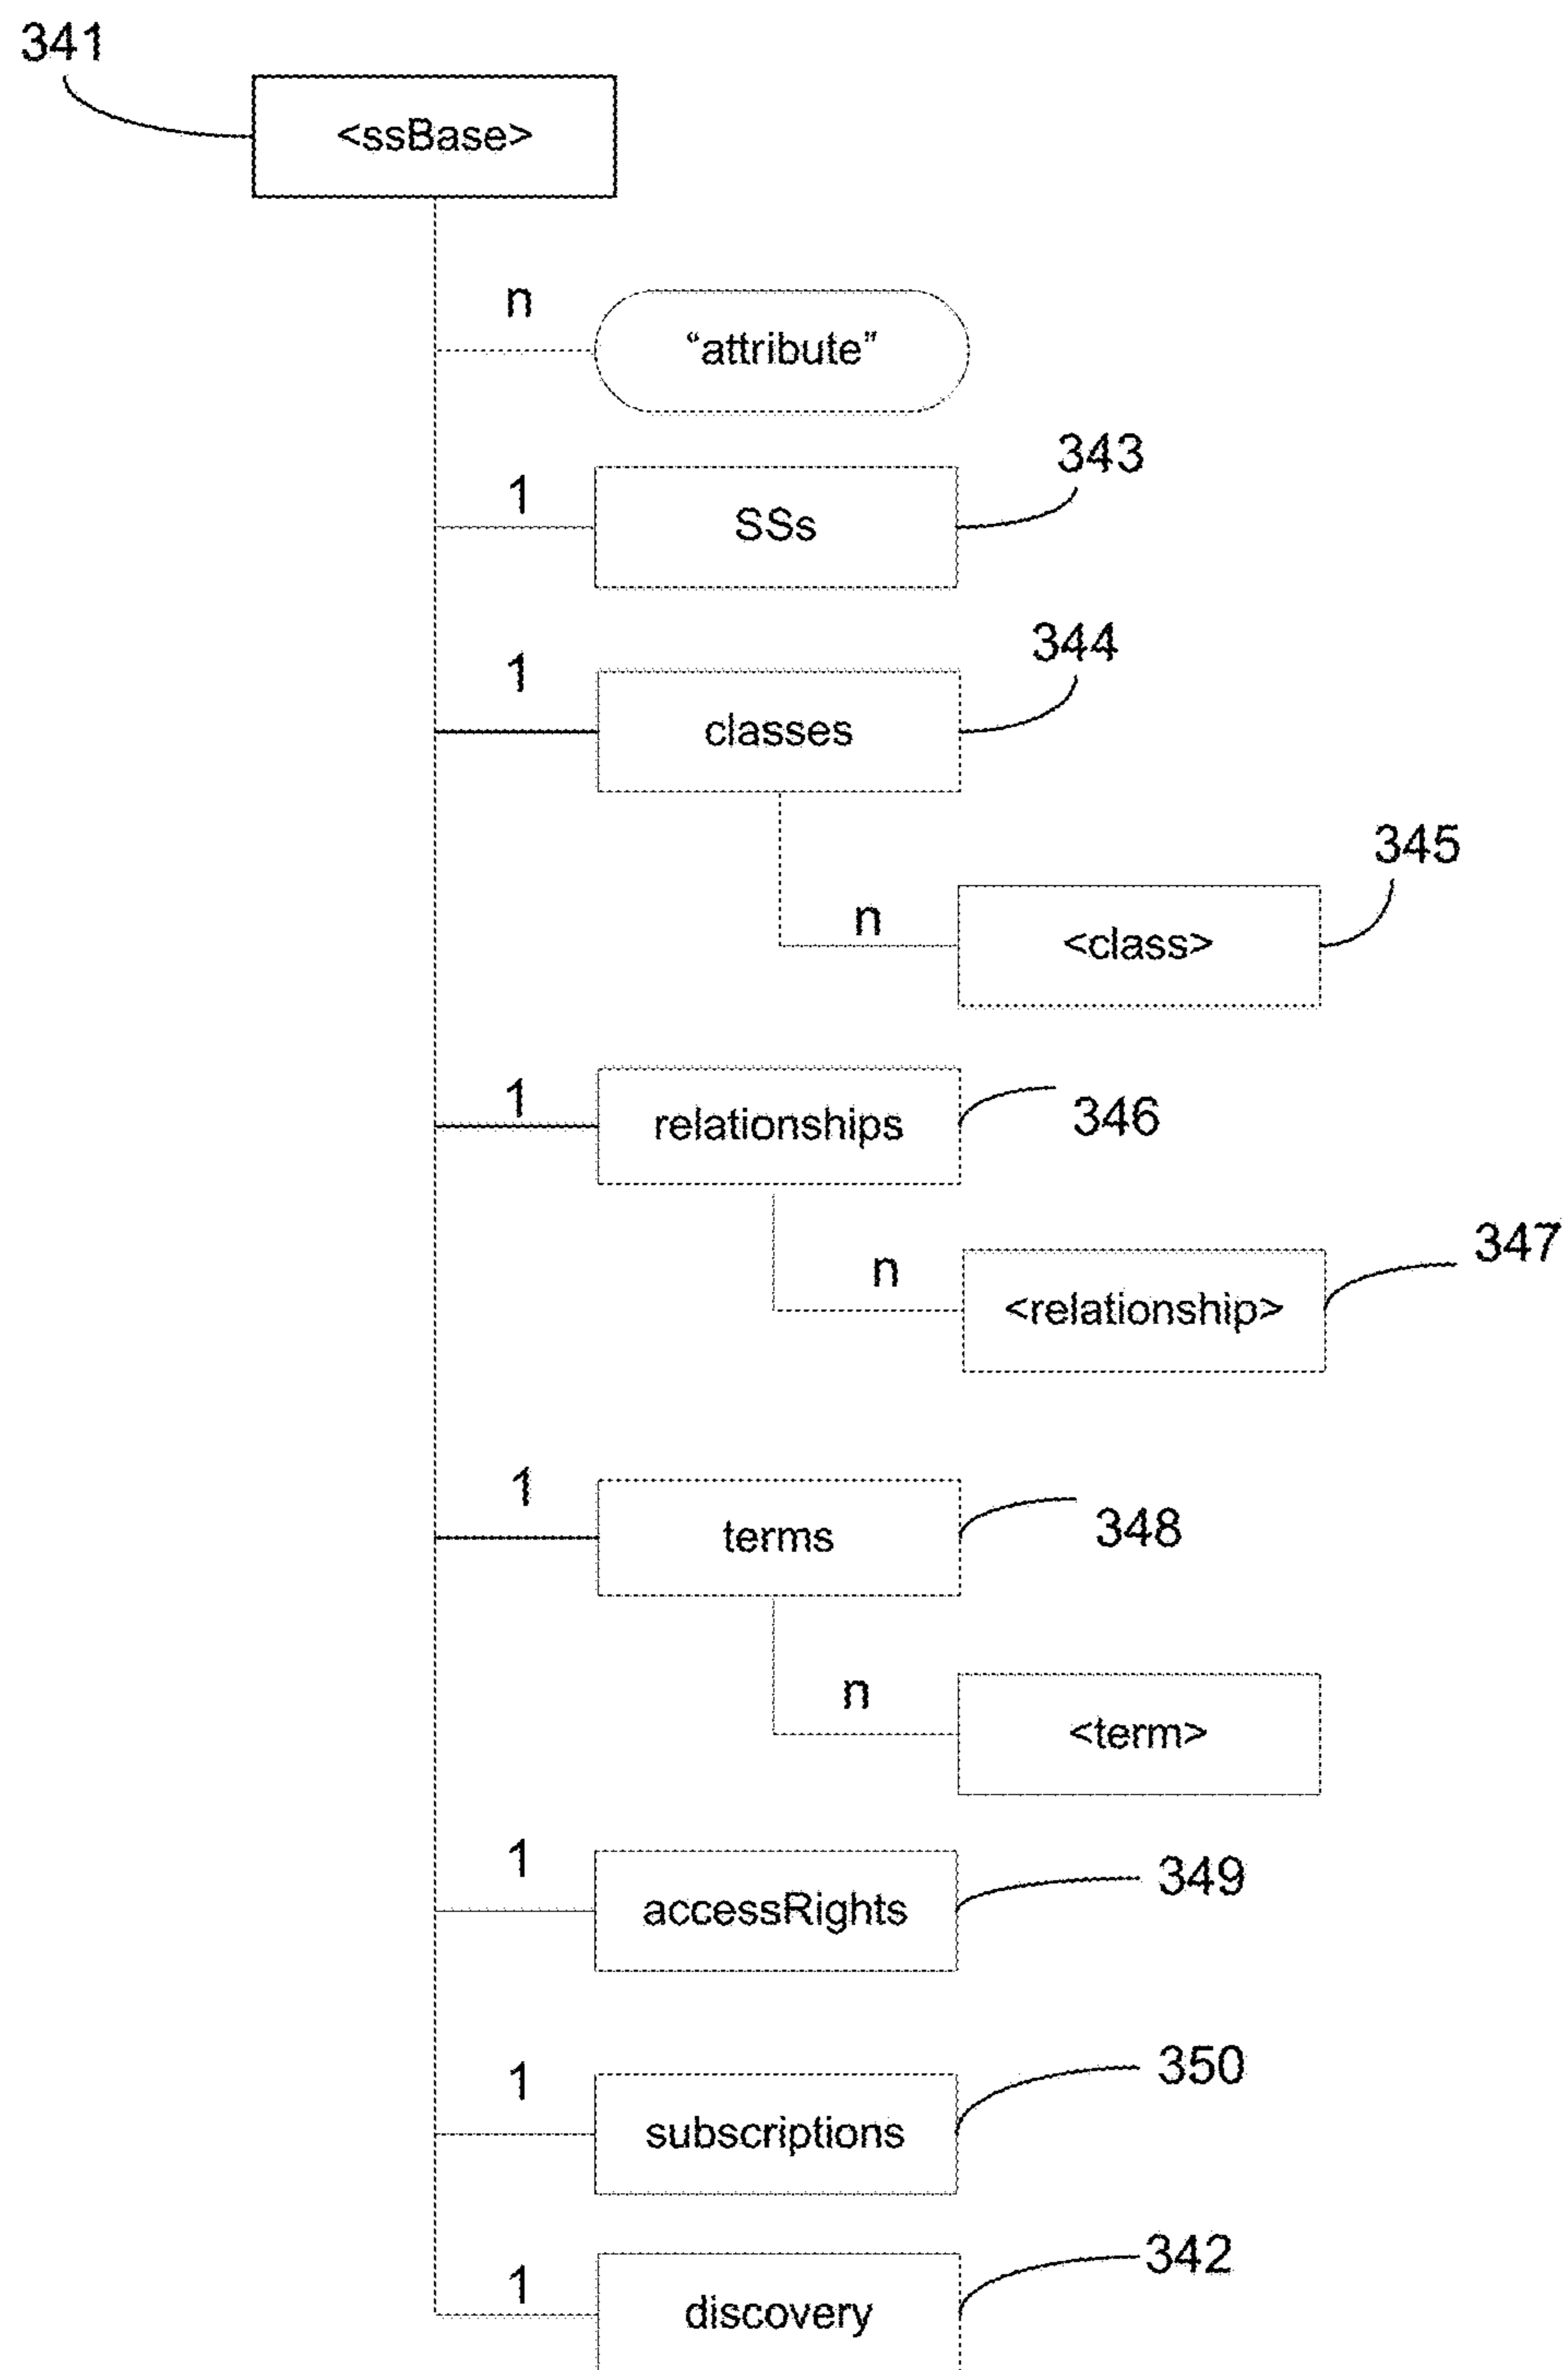 341
<ssBase>
n
“attribute”
343
1
SSs
344
1
classes
345
n
<class>
1
relationships
346
347
n
<relationship>
1
terms
348
n
<term>
1
accessRights
349
1
subscriptions
350
1
discovery
342